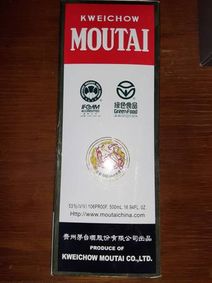 KWEICHOW
MOUTAI
IFOAM
绿色食品
GreenFood
53%(V/V) 106PROOF. 500mL 16.94FL. OZ.
Http://www.moutaichina.com
贵州茅台酒股份有限公司出品
PRODUCE OF
KWEICHOW MOUTAI CO.,LTD.